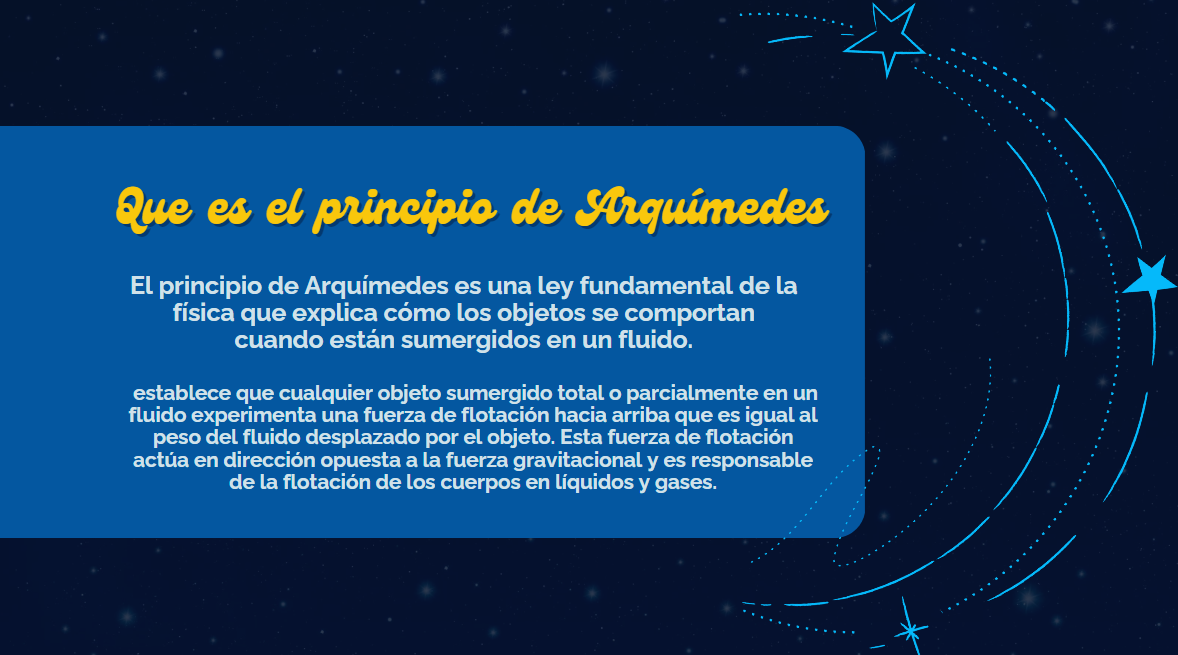 Que es el principio de Arquímedes
El principio de Arquímedes es una ley fundamental de la
física que explica cómo los objetos se comportan
cuando están sumergidos en un fluido.
establece que cualquier objeto sumergido total o parcialmente en un
fluido experimenta una fuerza de flotación hacia arriba que es igual al
peso del fluido desplazado por el objeto. Esta fuerza de flotación
actúa en dirección opuesta a la fuerza gravitacional y es responsable
de la flotación de los cuerpos en líquidos y gases.